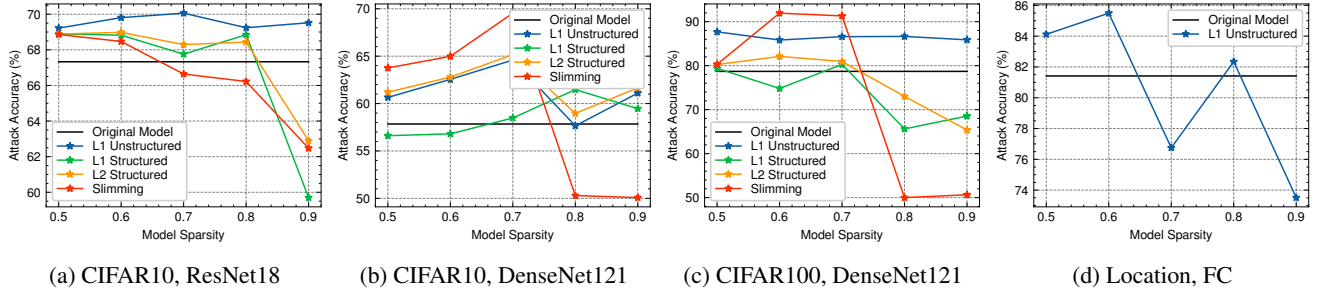 70
68
66
64
62
60
Attack Accuracy (%)
Original Model
L1 Unstructured
L1 Structured
L2 Structured
Slimming
0.5 0.6 0.7 0.8 0.9
Model Sparsity
(a) CIFAR10, ResNet18
70
65
60
55
50
Attack Accuracy (%)
Original Model
L1 Unstructured
L1 Structured
L2 Structured
Slimming
0.5 0.6 0.7 0.8 0.9
Model Sparsity
(b) CIFAR10, DenseNet121
90
80
70
60
50
Attack Accuracy (%)
Original Model
L1 Unstructured
L1 Structured
L2 Structured
Slimming
0.5 0.6 0.7 0.8 0.9
Model Sparsity
(c) CIFAR100, DenseNet121
86
84
82
80
78
76
74
Attack Accuracy (%)
Original Model
L1 Unstructured
0.5 0.6 0.7 0.8 0.9
Model Sparsity
(d) Location, FC